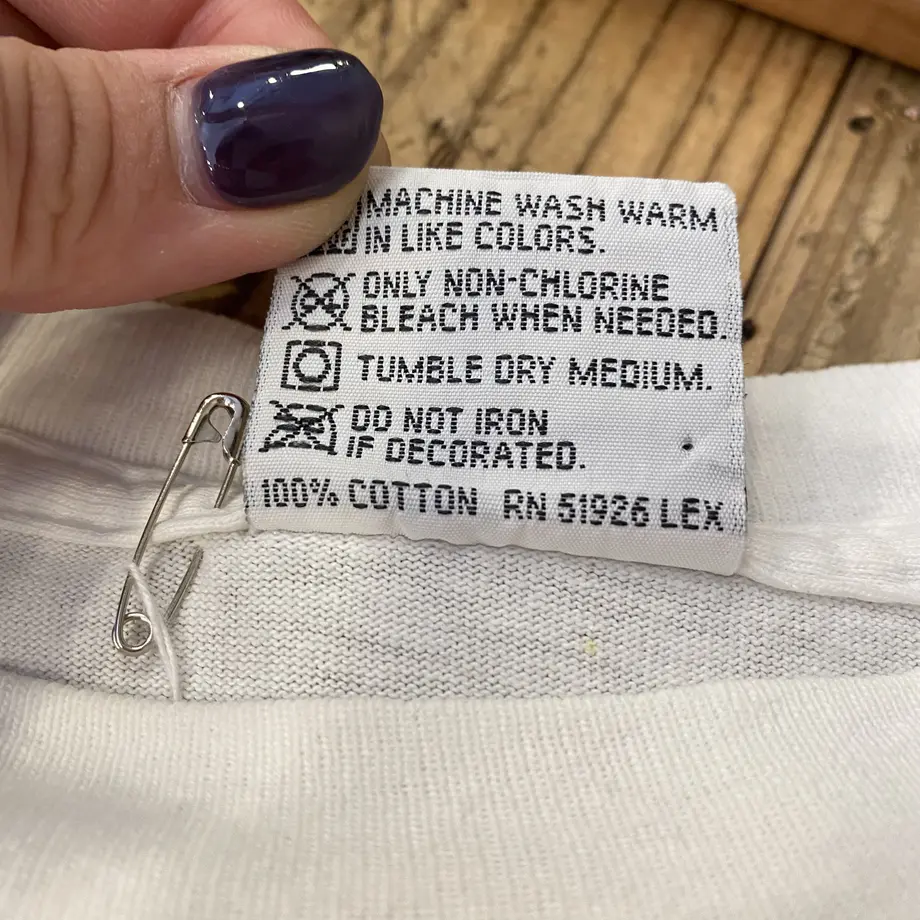 MACHINE WASH WARM
IN LIKE COLORS.
ONLY NON-CHLORINE
BLEACH WHEN NEEDED.
TUMBLE DRY MEDIUM.
DO NOT IRON
IF DECORATED.
100% COTTON RN 51926 LEX